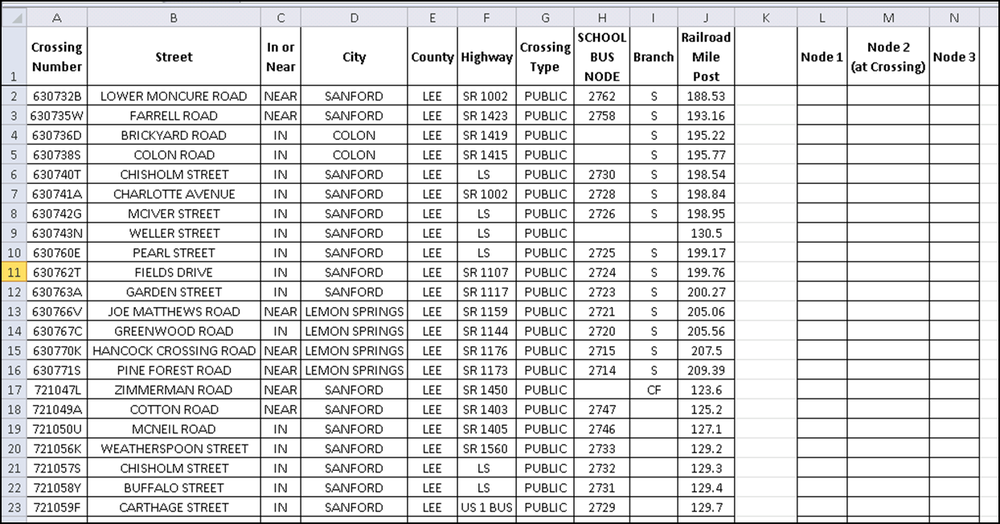 A B C D E F G H I J K L M N
1 Crossing Number Street In or Near City County Highway Crossing Type SCHOOL BUS NODE Branch Railroad Mile Post Node 1 Node 2 (at Crossing) Node 3
2 630732B LOWER MONCURE ROAD NEAR SANFORD LEE SR 1002 PUBLIC 2762 S 188.53
3 630735W FARRELL ROAD NEAR SANFORD LEE SR 1423 PUBLIC 2758 S 193.16
4 630736D BRICKYARD ROAD IN COLON LEE SR 1419 PUBLIC S 195.22
5 630738S COLON ROAD IN COLON LEE SR 1415 PUBLIC S 195.77
6 630740T CHISHOLM STREET IN SANFORD LEE LS PUBLIC 2730 S 198.54
7 630741A CHARLOTTE AVENUE IN SANFORD LEE SR 1002 PUBLIC 2728 S 198.84
8 630742G MCIVER STREET IN SANFORD LEE LS PUBLIC 2726 S 198.95
9 630743N WELLER STREET IN SANFORD LEE LS PUBLIC 130.5
10 630760E PEARL STREET IN SANFORD LEE LS PUBLIC 2725 S 199.17
11 630762T FIELDS DRIVE IN SANFORD LEE SR 1107 PUBLIC 2724 S 199.76
12 630763A GARDEN STREET IN SANFORD LEE SR 1117 PUBLIC 2723 S 200.27
13 630766V JOE MATTHEWS ROAD NEAR LEMON SPRINGS LEE SR 1159 PUBLIC 2721 S 205.06
14 630767C GREENWOOD ROAD IN LEMON SPRINGS LEE SR 1144 PUBLIC 2720 S 205.56
15 630770K HANCOCK CROSSING ROAD NEAR LEMON SPRINGS LEE SR 1176 PUBLIC 2715 S 207.5
16 630771S PINE FOREST ROAD NEAR LEMON SPRINGS LEE SR 1173 PUBLIC 2714 S 209.39
17 721047L ZIMMERMAN ROAD NEAR SANFORD LEE SR 1450 PUBLIC CF 123.6
18 721049A COTTON ROAD NEAR SANFORD LEE SR 1403 PUBLIC 2747 125.2
19 721050U MCNEIL ROAD IN SANFORD LEE SR 1405 PUBLIC 2746 127.1
20 721056K WEATHERSPOON STREET IN SANFORD LEE SR 1560 PUBLIC 2733 129.2
21 721057S CHISHOLM STREET IN SANFORD LEE LS PUBLIC 2732 129.3
22 721058Y BUFFALO STREET IN SANFORD LEE LS PUBLIC 2731 129.4
23 721059F CARTHAGE STREET IN SANFORD LEE US 1 BUS PUBLIC 2729 129.7